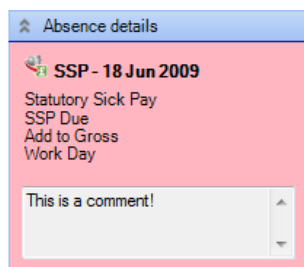 Absence details
SSP - 18 Jun 2009
Statutory Sick Pay
SSP Due
Add to Gross
Work Day
This is a comment!